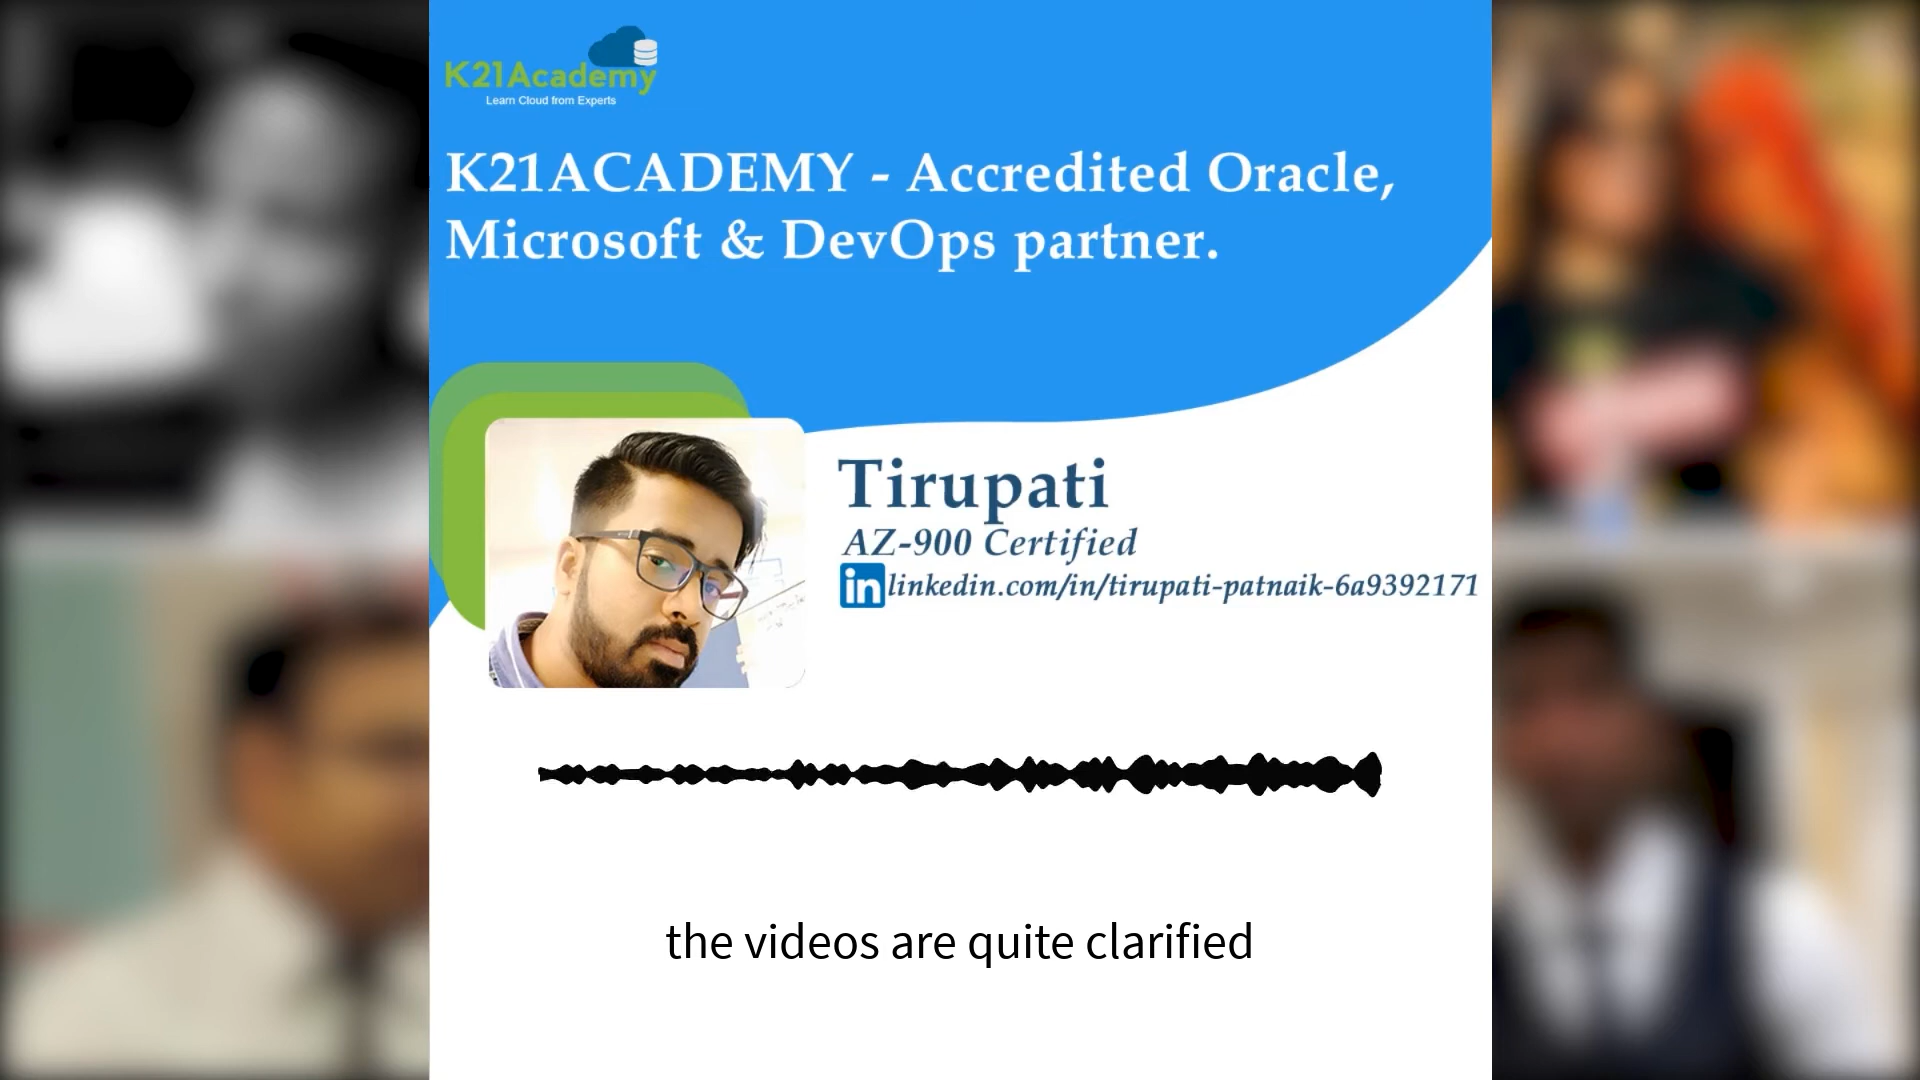 K21Academy
Learn Cloud from Experts
K21ACADEMY - Accredited Oracle,
Microsoft & DevOps partner.
Tirupati
AZ-900 Certified
in linkedin.com/in/tirupati-patnaik-6a9392171
the videos are quite clarified